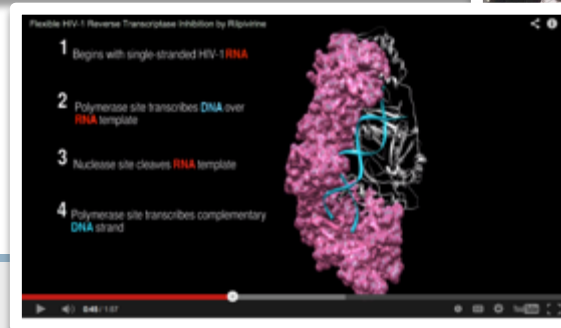 Flexible HIV-1 Reverse Transcriptase Inhibition by Rilpivirine
1 Begins with single-stranded HIV-1 RNA
2 Polymerase site transcribes DNA over
RNA template
3 Nuclease site cleaves RNA template
4 Polymerase site transcribes complementary
DNA strand
0:45 / 1:07
YouTube